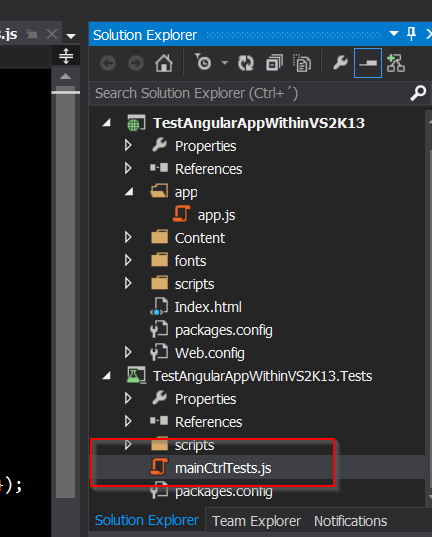 s.js
Solution Explorer
Search Solution Explorer (Ctrl+´)
TestAngularAppWithinVS2K13
Properties
References
app
app.js
Content
fonts
scripts
Index.html
packages.config
Web.config
TestAngularAppWithinVS2K13.Tests
Properties
References
scripts
mainCtrlTests.js
packages.config
});
Solution Explorer Team Explorer Notifications